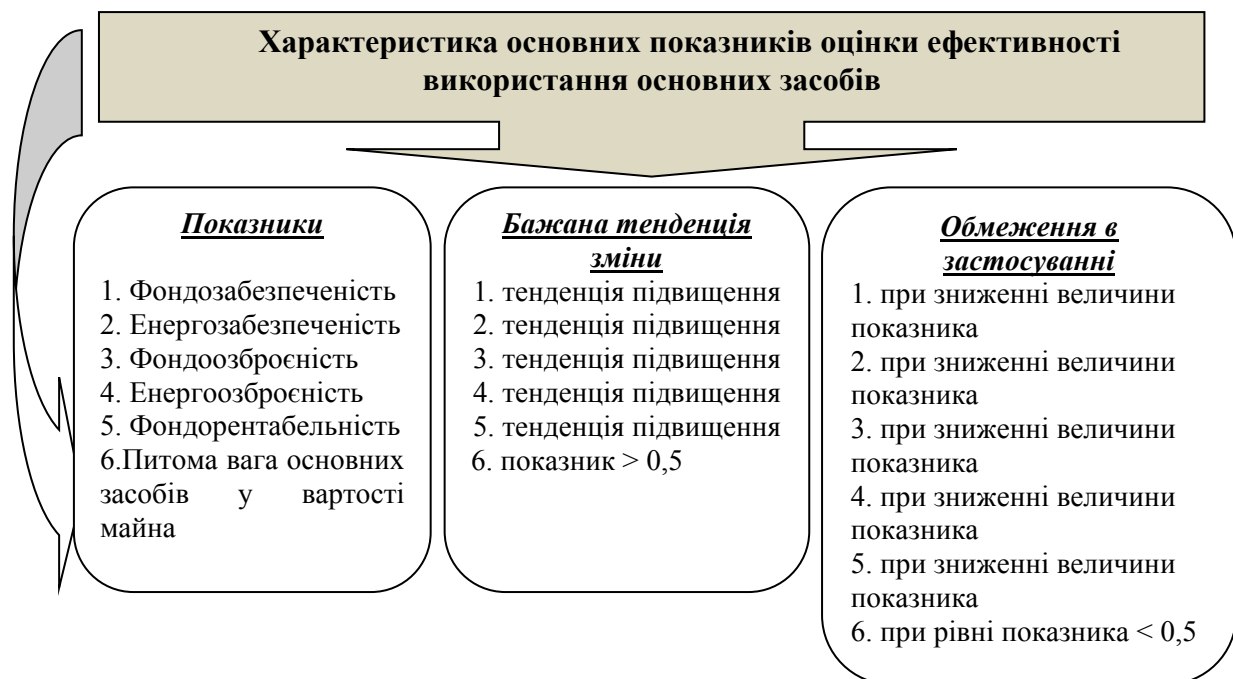 Характеристика основних показників оцінки ефективності
використання основних засобів
Показники
1. Фондозабезпеченість
2. Енергозабезпеченість
3. Фондоозброєність
4. Енергоозброєність
5. Фондорентабельність
6.Питома вага основних
засобів у вартості
майна
Бажана тенденція
зміни
1. тенденція підвищення
2. тенденція підвищення
3. тенденція підвищення
4. тенденція підвищення
5. тенденція підвищення
6. показник > 0,5
Обмеження в
застосуванні
1. при зниженні величини
показника
2. при зниженні величини
показника
3. при зниженні величини
показника
4. при зниженні величини
показника
5. при зниженні величини
показника
6. при рівні показника < 0,5